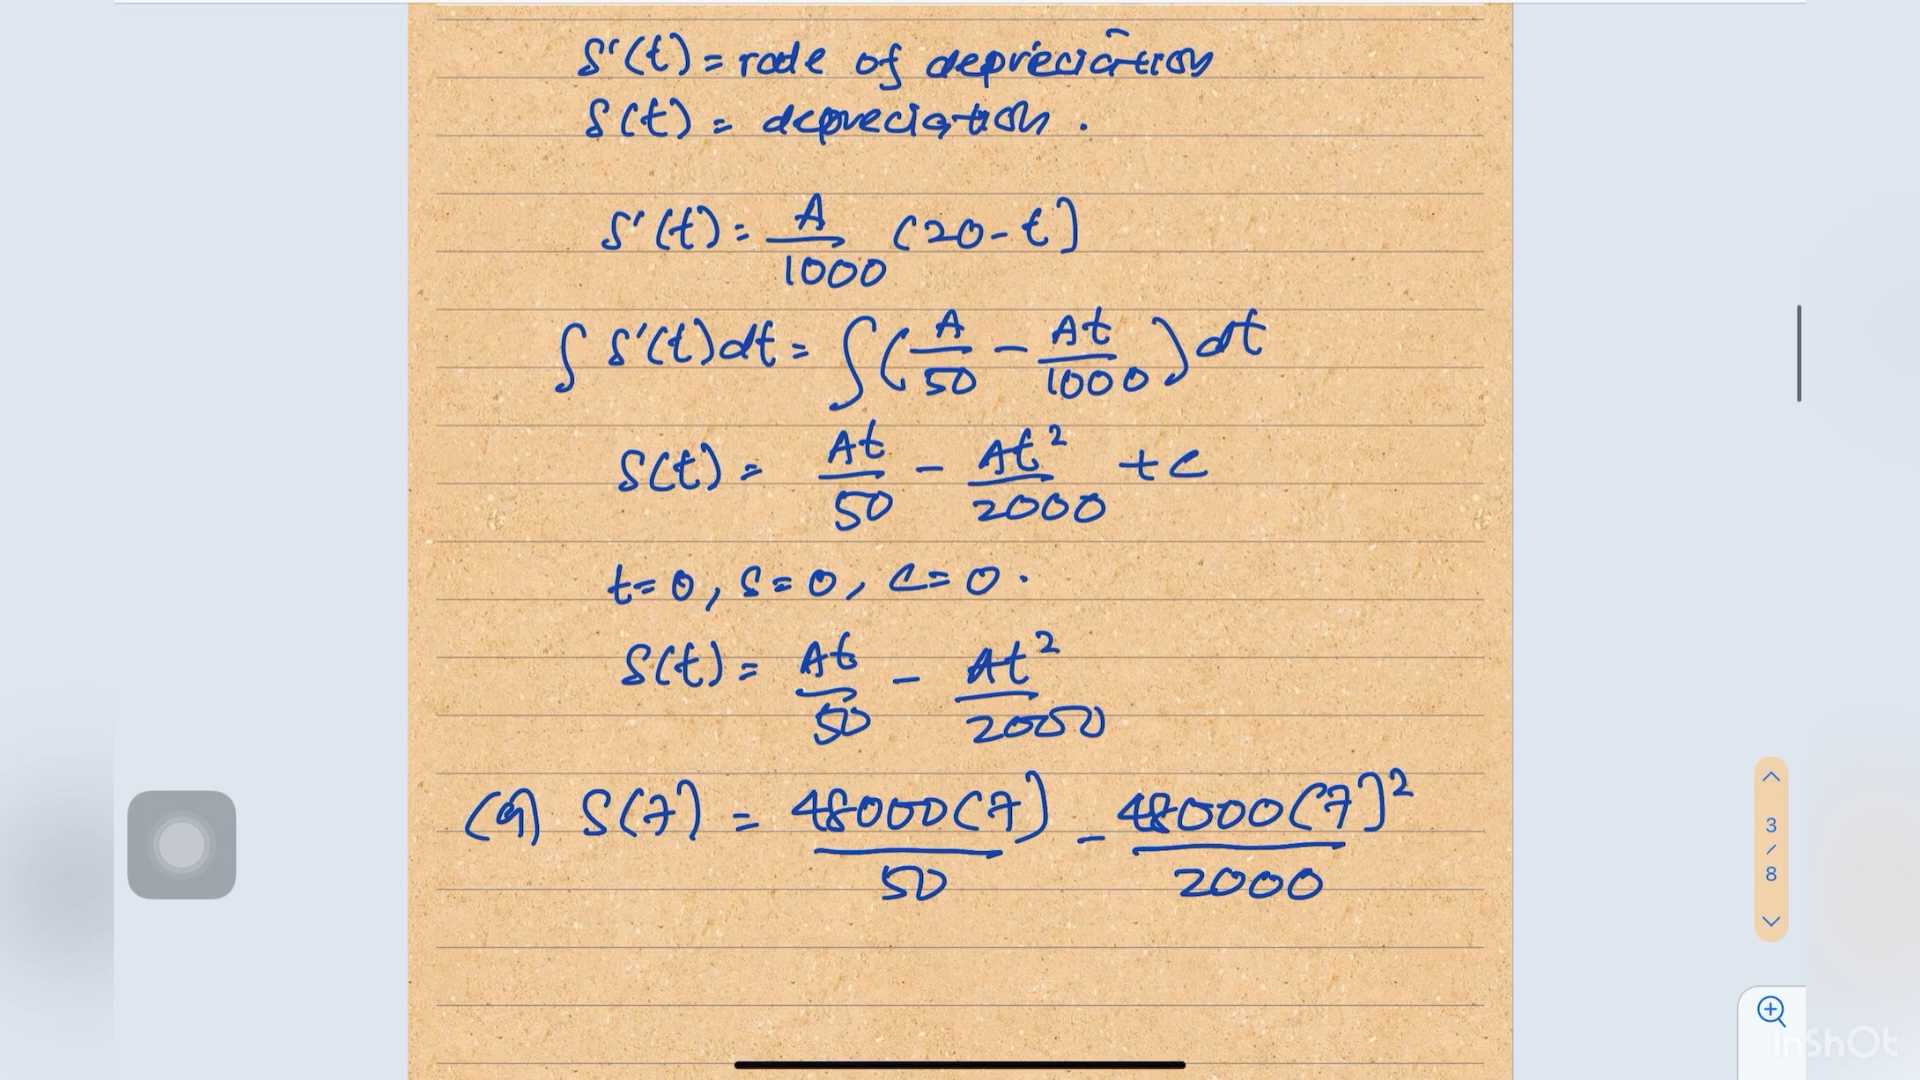 S'(t) = rate of depreciation
S(t) = depreciation.
S'(t) = A/1000 (20-t)
∫ S'(t)dt = ∫ (A/50 - At/1000) dt
S(t) = At/50 - At²/2000 + c
t=0, S=0, c=0.
S(t) = At/50 - At²/2000
(a) S(7) = 48000(7)/50 - 48000(7)²/2000
3
/
8
InShOt